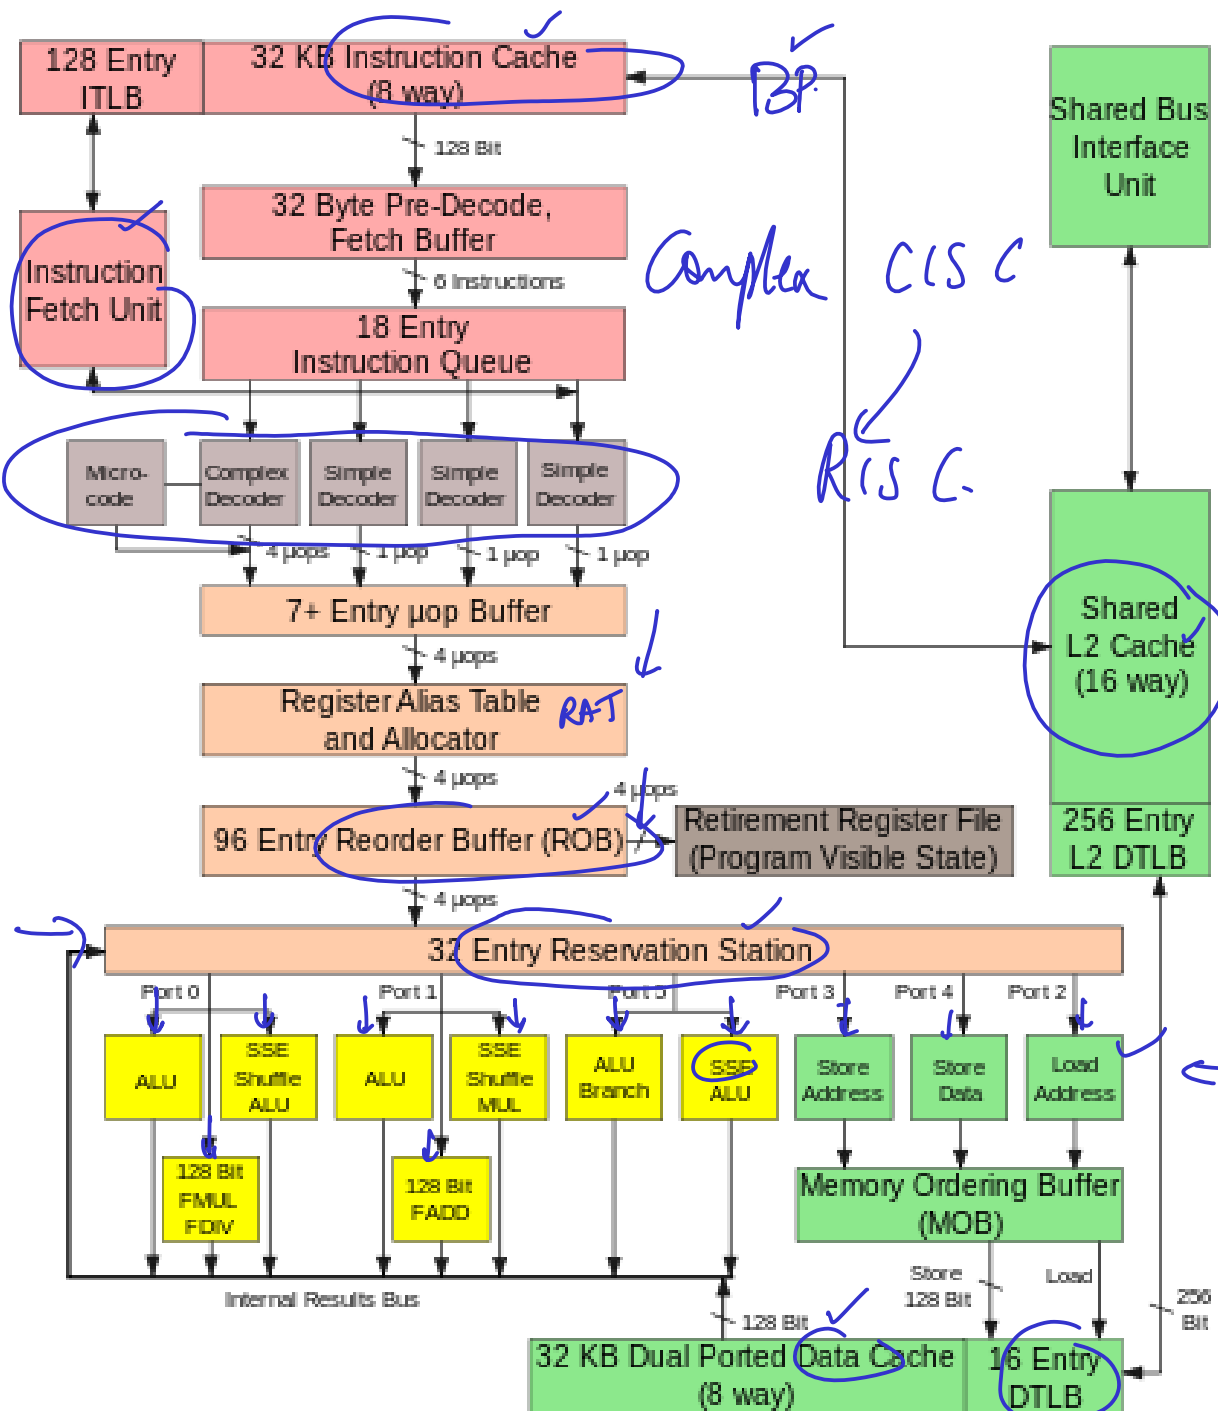 128 Entry
ITLB
32 KB Instruction Cache
(8 way)
BP.
Shared Bus
Interface
Unit
128 Bit
32 Byte Pre-Decode,
Fetch Buffer
Instruction
Fetch Unit
6 Instructions
Complex CISC
18 Entry
Instruction Queue
RISC.
Micro-
code
Complex
Decoder
Simple
Decoder
Simple
Decoder
Simple
Decoder
4 µops
1 µop
1 µop
1 µop
Shared
L2 Cache
(16 way)
7+ Entry µop Buffer
4 µops
Register Alias Table
and Allocator
RAT
4 µops
4 µops
96 Entry Reorder Buffer (ROB)
Retirement Register File
(Program Visible State)
256 Entry
L2 DTLB
4 µops
32 Entry Reservation Station
Port 0
Port 1
Port 5
Port 3
Port 4
Port 2
ALU
SSE
Shuffle
ALU
ALU
SSE
Shuffle
MUL
ALU
Branch
SSE
ALU
Store
Address
Store
Data
Load
Address
128 Bit
FMUL
FDIV
128 Bit
FADD
Memory Ordering Buffer
(MOB)
Internal Results Bus
Store
128 Bit
Load
256
Bit
128 Bit
32 KB Dual Ported Data Cache
(8 way)
16 Entry
DTLB